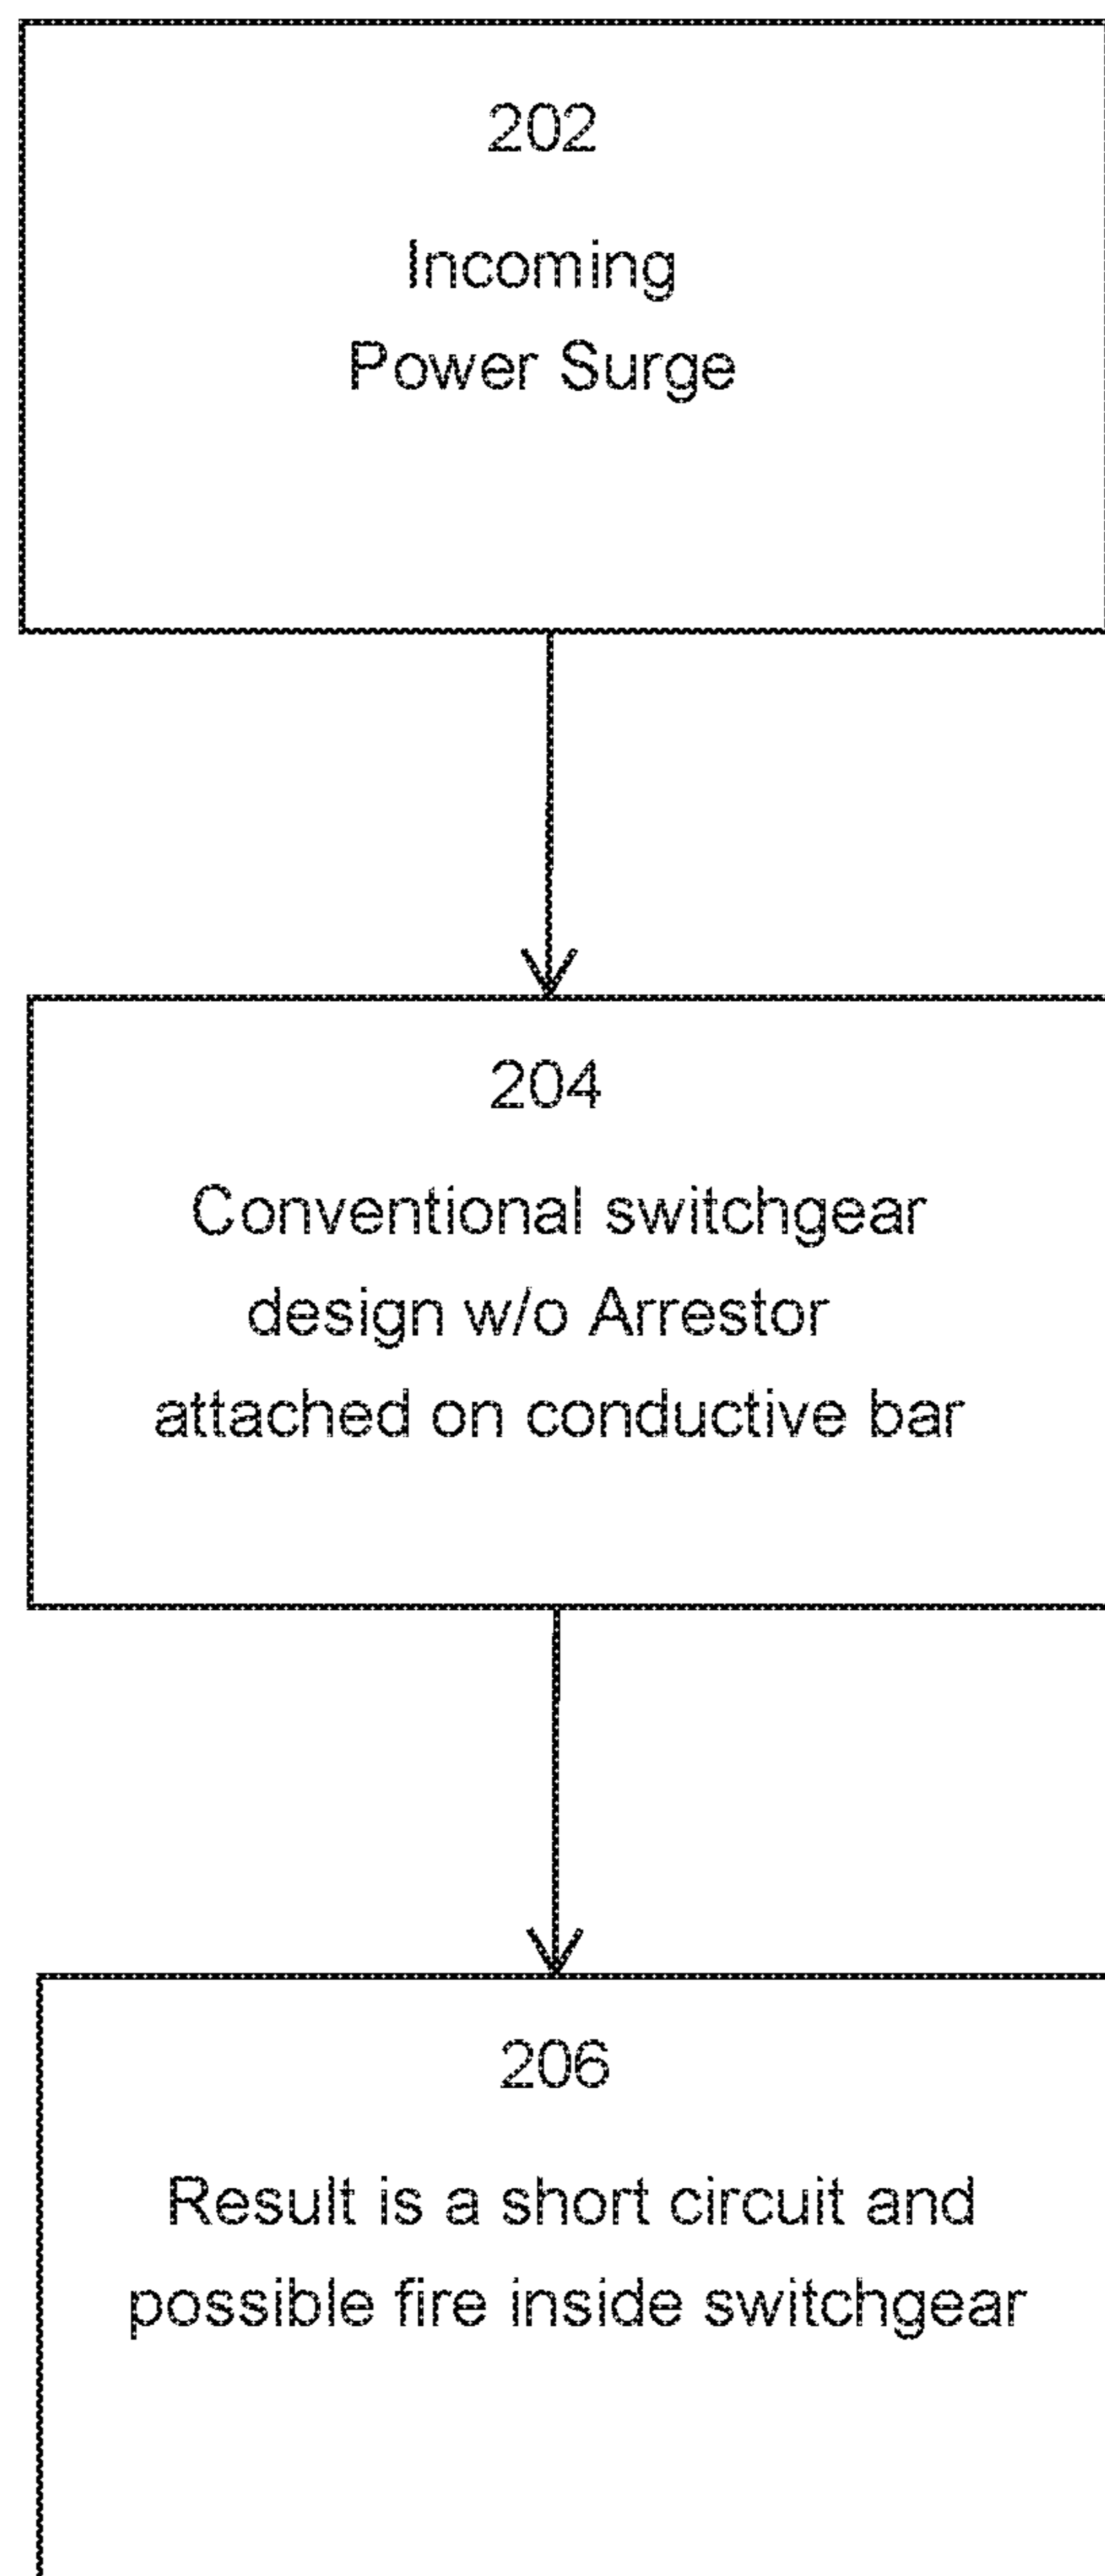 202
Incoming
Power Surge
204
Conventional switchgear
design w/o Arrestor
attached on conductive bar
206
Result is a short circuit and
possible fire inside switchgear